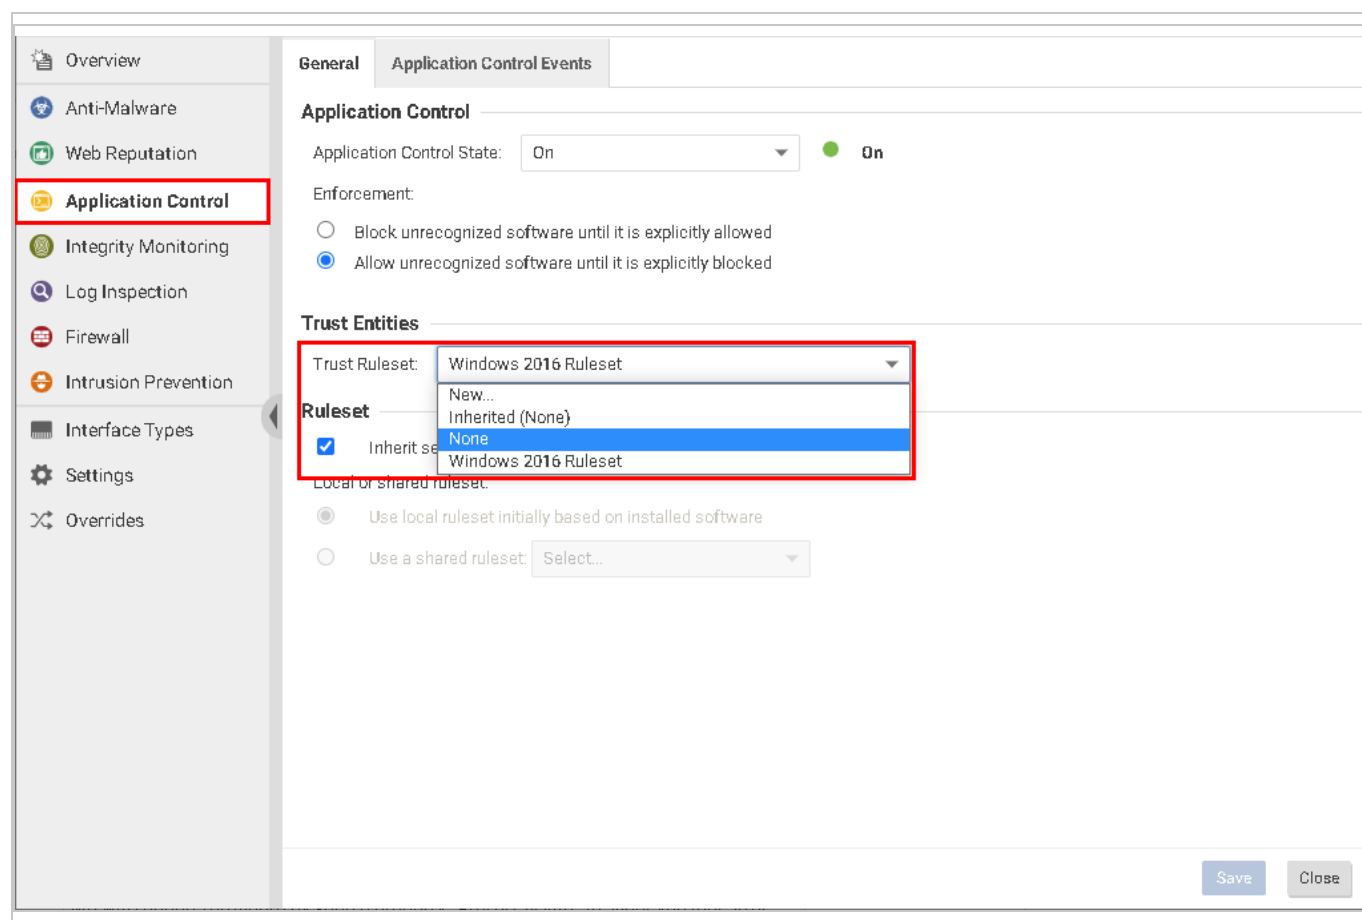 Overview
Anti-Malware
Web Reputation
Application Control
Integrity Monitoring
Log Inspection
Firewall
Intrusion Prevention
Interface Types
Settings
Overrides
General
Application Control Events
Application Control
Application Control State: On On
Enforcement:
Block unrecognized software until it is explicitly allowed
Allow unrecognized software until it is explicitly blocked
Trust Entities
Trust Ruleset: Windows 2016 Ruleset
New...
Inherited (None)
None
Windows 2016 Ruleset
Ruleset
Inherit se
Local or shared ruleset:
Use local ruleset initially based on installed software
Use a shared ruleset: Select...
Save Close